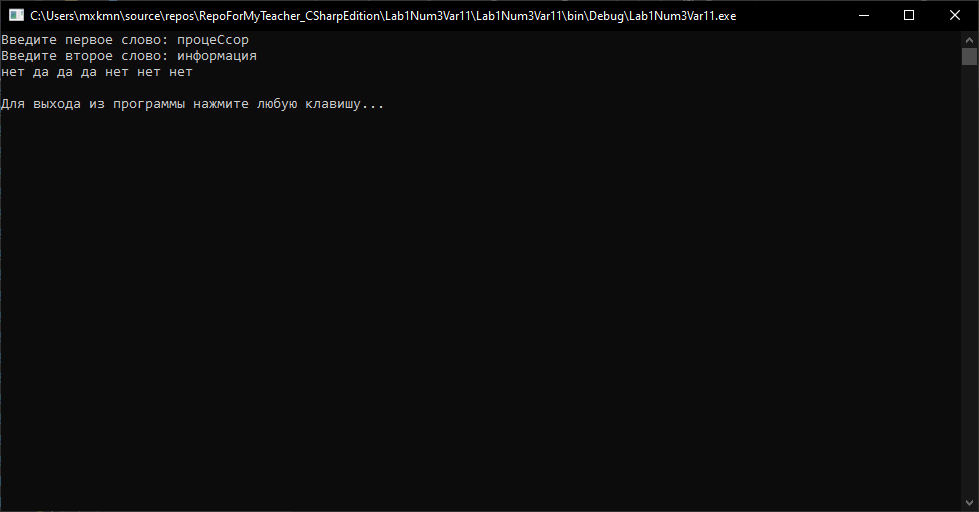 C:\Users\mxkmn\source\repos\RepoForMyTeacher_CSharpEdition\Lab1Num3Var11\Lab1Num3Var11\bin\Debug\Lab1Num3Var11.exe
Введите первое слово: процеСсор
Введите второе слово: информация
нет да да да нет нет нет
Для выхода из программы нажмите любую клавишу...